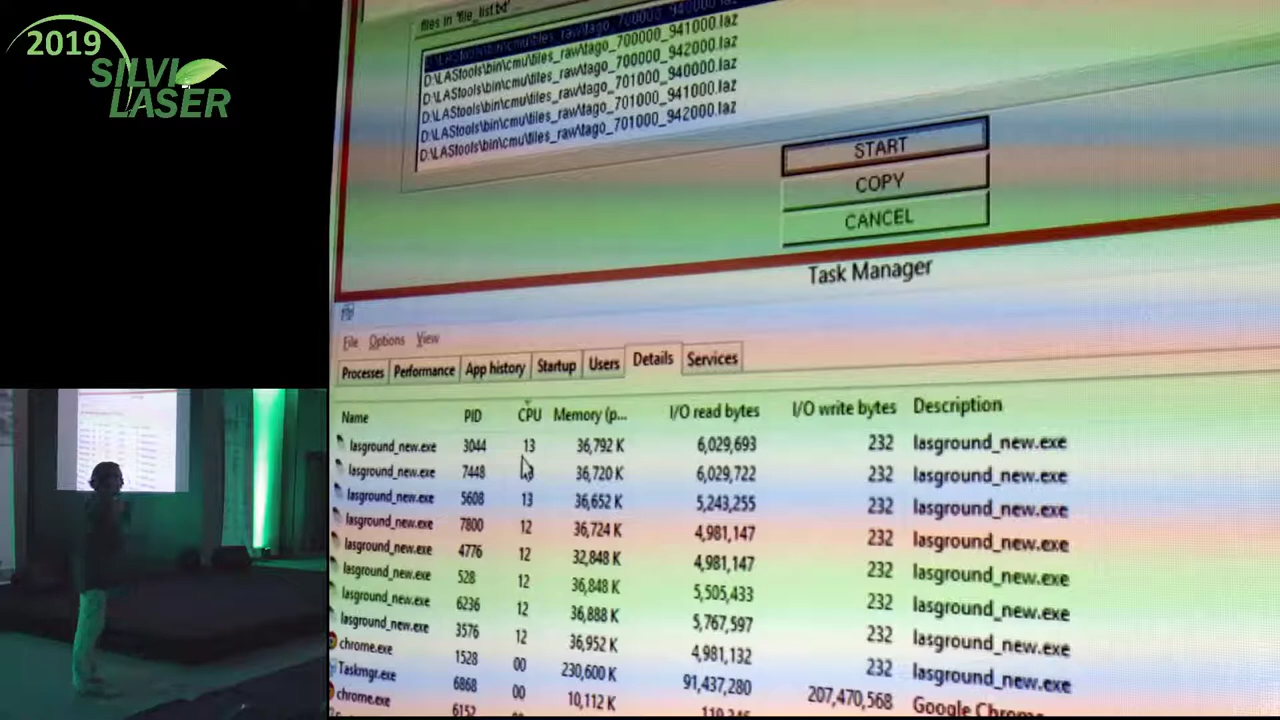 2019
SILVI
LASER
files in 'file_list.txt' ...
D:\LAStools\bin\cmu\tiles_raw\tago_700000_940000.laz
D:\LAStools\bin\cmu\tiles_raw\tago_700000_941000.laz
D:\LAStools\bin\cmu\tiles_raw\tago_700000_942000.laz
D:\LAStools\bin\cmu\tiles_raw\tago_701000_940000.laz
D:\LAStools\bin\cmu\tiles_raw\tago_701000_941000.laz
D:\LAStools\bin\cmu\tiles_raw\tago_701000_942000.laz
START
COPY
CANCEL
Task Manager
File Options View
Processes Performance App history Startup Users Details Services
Name PID CPU Memory (p... I/O read bytes I/O write bytes Description
lasground_new.exe 3044 13 36,792 K 6,029,693 232 lasground_new.exe
lasground_new.exe 7448 36,720 K 6,029,722 232 lasground_new.exe
lasground_new.exe 5608 13 36,652 K 5,243,255 232 lasground_new.exe
lasground_new.exe 7800 12 36,724 K 4,981,147 232 lasground_new.exe
lasground_new.exe 4776 12 32,848 K 4,981,147 232 lasground_new.exe
lasground_new.exe 528 12 36,848 K 5,505,433 232 lasground_new.exe
lasground_new.exe 6236 12 36,888 K 5,767,597 232 lasground_new.exe
lasground_new.exe 3576 12 36,952 K 4,981,132 232 lasground_new.exe
chrome.exe 1528 00 230,600 K 91,437,280 207,470,568 Google Chrom
Taskmgr.exe 6868 00 10,112 K
chrome.exe 6152